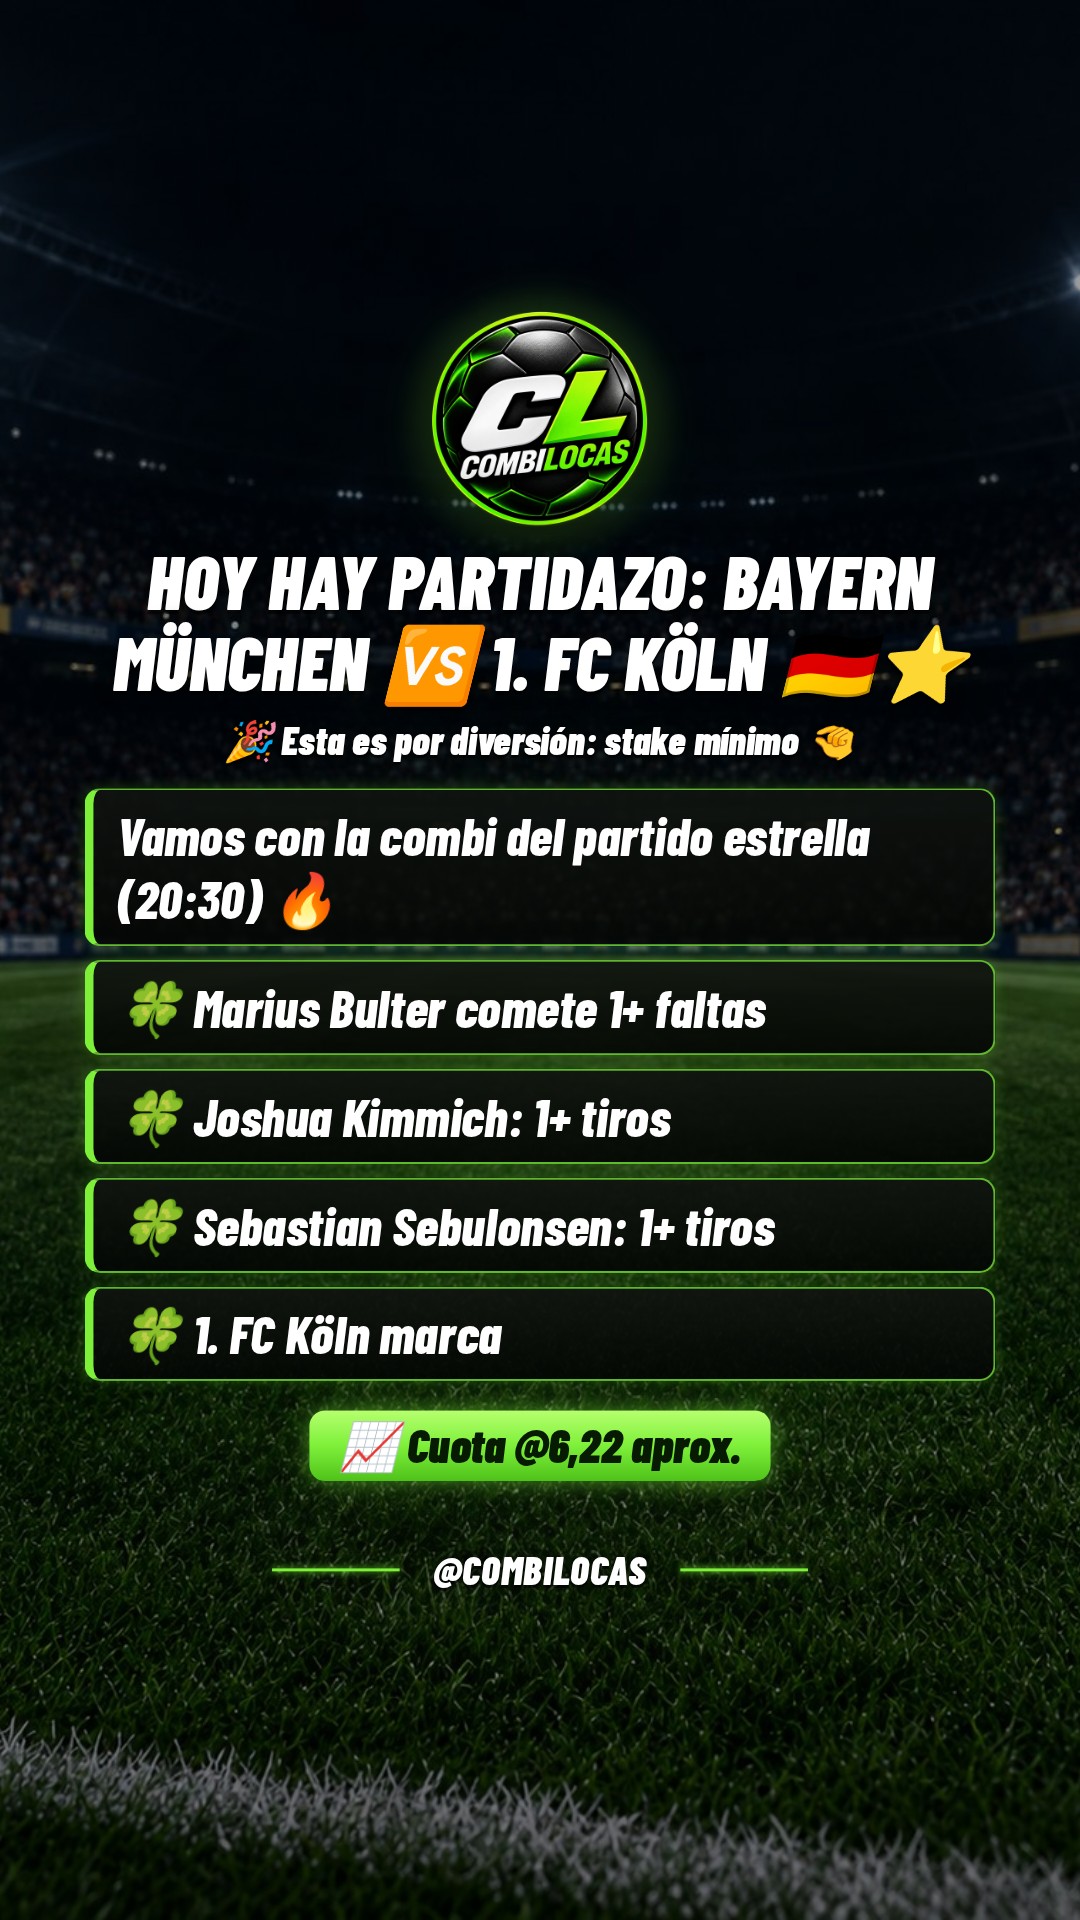 CL
COMBILOCAS
HOY HAY PARTIDAZO: BAYERN
MÜNCHEN 🆚 1. FC KÖLN 🇩🇪⭐
🎉 Esta es por diversión: stake mínimo 🤏
Vamos con la combi del partido estrella
(20:30) 🔥
🍀 Marius Bulter comete 1+ faltas
🍀 Joshua Kimmich: 1+ tiros
🍀 Sebastian Sebulonsen: 1+ tiros
🍀 1. FC Köln marca
📈 Cuota @6,22 aprox.
@COMBILOCAS